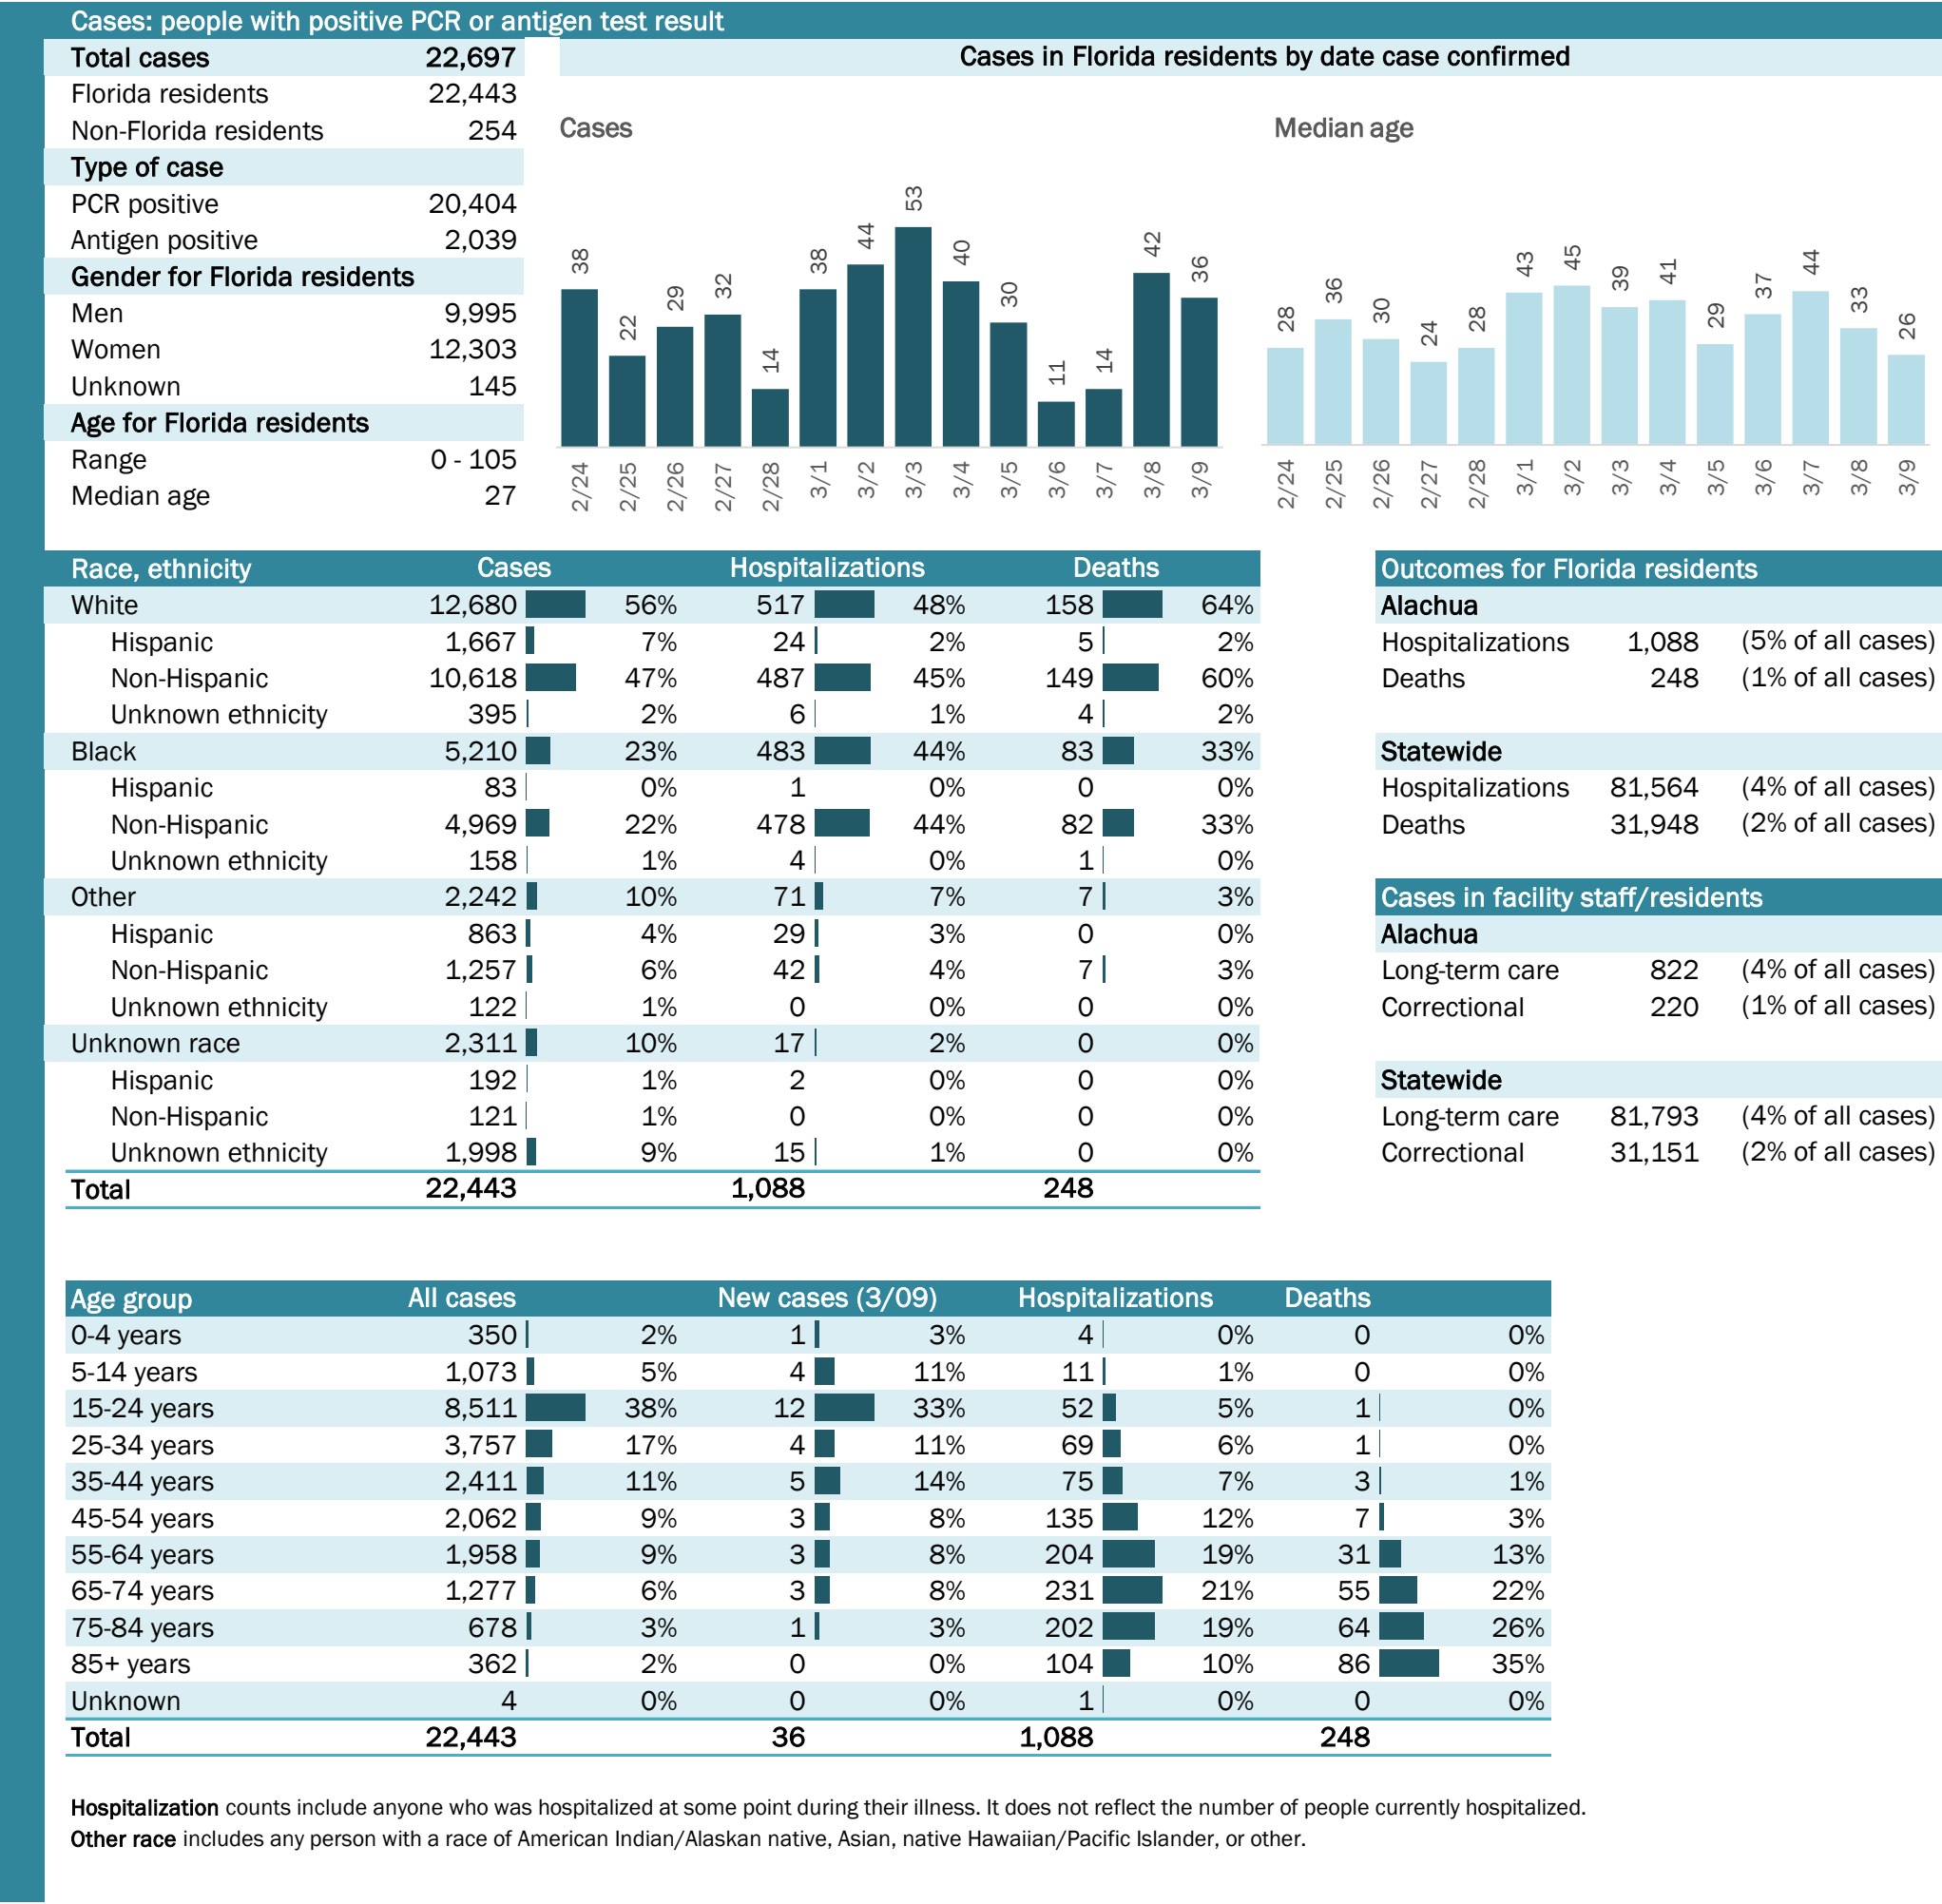 Cases: people with positive PCR or antigen test result
Total cases 22,697
Florida residents 22,443
Non-Florida residents 254
Type of case
PCR positive 20,404
Antigen positive 2,039
Gender for Florida residents
Men 9,995
Women 12,303
Unknown 145
Age for Florida residents
Range 0 - 105
Median age 27
Cases in Florida residents by date case confirmed
Cases
38 22 29 32 14 38 44 53 40 30 11 14 42 36
2/24 2/25 2/26 2/27 2/28 3/1 3/2 3/3 3/4 3/5 3/6 3/7 3/8 3/9
Median age
28 36 30 24 28 43 45 39 41 29 37 44 33 26
2/24 2/25 2/26 2/27 2/28 3/1 3/2 3/3 3/4 3/5 3/6 3/7 3/8 3/9
Race, ethnicity Cases Hospitalizations Deaths
White 12,680 56% 517 48% 158 64%
Hispanic 1,667 7% 24 2% 5 2%
Non-Hispanic 10,618 47% 487 45% 149 60%
Unknown ethnicity 395 2% 6 1% 4 2%
Black 5,210 23% 483 44% 83 33%
Hispanic 83 0% 1 0% 0 0%
Non-Hispanic 4,969 22% 478 44% 82 33%
Unknown ethnicity 158 1% 4 0% 1 0%
Other 2,242 10% 71 7% 7 3%
Hispanic 863 4% 29 3% 0 0%
Non-Hispanic 1,257 6% 42 4% 7 3%
Unknown ethnicity 122 1% 0 0% 0 0%
Unknown race 2,311 10% 17 2% 0 0%
Hispanic 192 1% 2 0% 0 0%
Non-Hispanic 121 1% 0 0% 0 0%
Unknown ethnicity 1,998 9% 15 1% 0 0%
Total 22,443 1,088 248
Outcomes for Florida residents
Alachua
Hospitalizations 1,088 (5% of all cases)
Deaths 248 (1% of all cases)
Statewide
Hospitalizations 81,564 (4% of all cases)
Deaths 31,948 (2% of all cases)
Cases in facility staff/residents
Alachua
Long-term care 822 (4% of all cases)
Correctional 220 (1% of all cases)
Statewide
Long-term care 81,793 (4% of all cases)
Correctional 31,151 (2% of all cases)
Age group All cases New cases (3/09) Hospitalizations Deaths
0-4 years 350 2% 1 3% 4 0% 0 0%
5-14 years 1,073 5% 4 11% 11 1% 0 0%
15-24 years 8,511 38% 12 33% 52 5% 1 0%
25-34 years 3,757 17% 4 11% 69 6% 1 0%
35-44 years 2,411 11% 5 14% 75 7% 3 1%
45-54 years 2,062 9% 3 8% 135 12% 7 3%
55-64 years 1,958 9% 3 8% 204 19% 31 13%
65-74 years 1,277 6% 3 8% 231 21% 55 22%
75-84 years 678 3% 1 3% 202 19% 64 26%
85+ years 362 2% 0 0% 104 10% 86 35%
Unknown 4 0% 0 0% 1 0% 0 0%
Total 22,443 36 1,088 248
Hospitalization counts include anyone who was hospitalized at some point during their illness. It does not reflect the number of people currently hospitalized.
Other race includes any person with a race of American Indian/Alaskan native, Asian, native Hawaiian/Pacific Islander, or other.